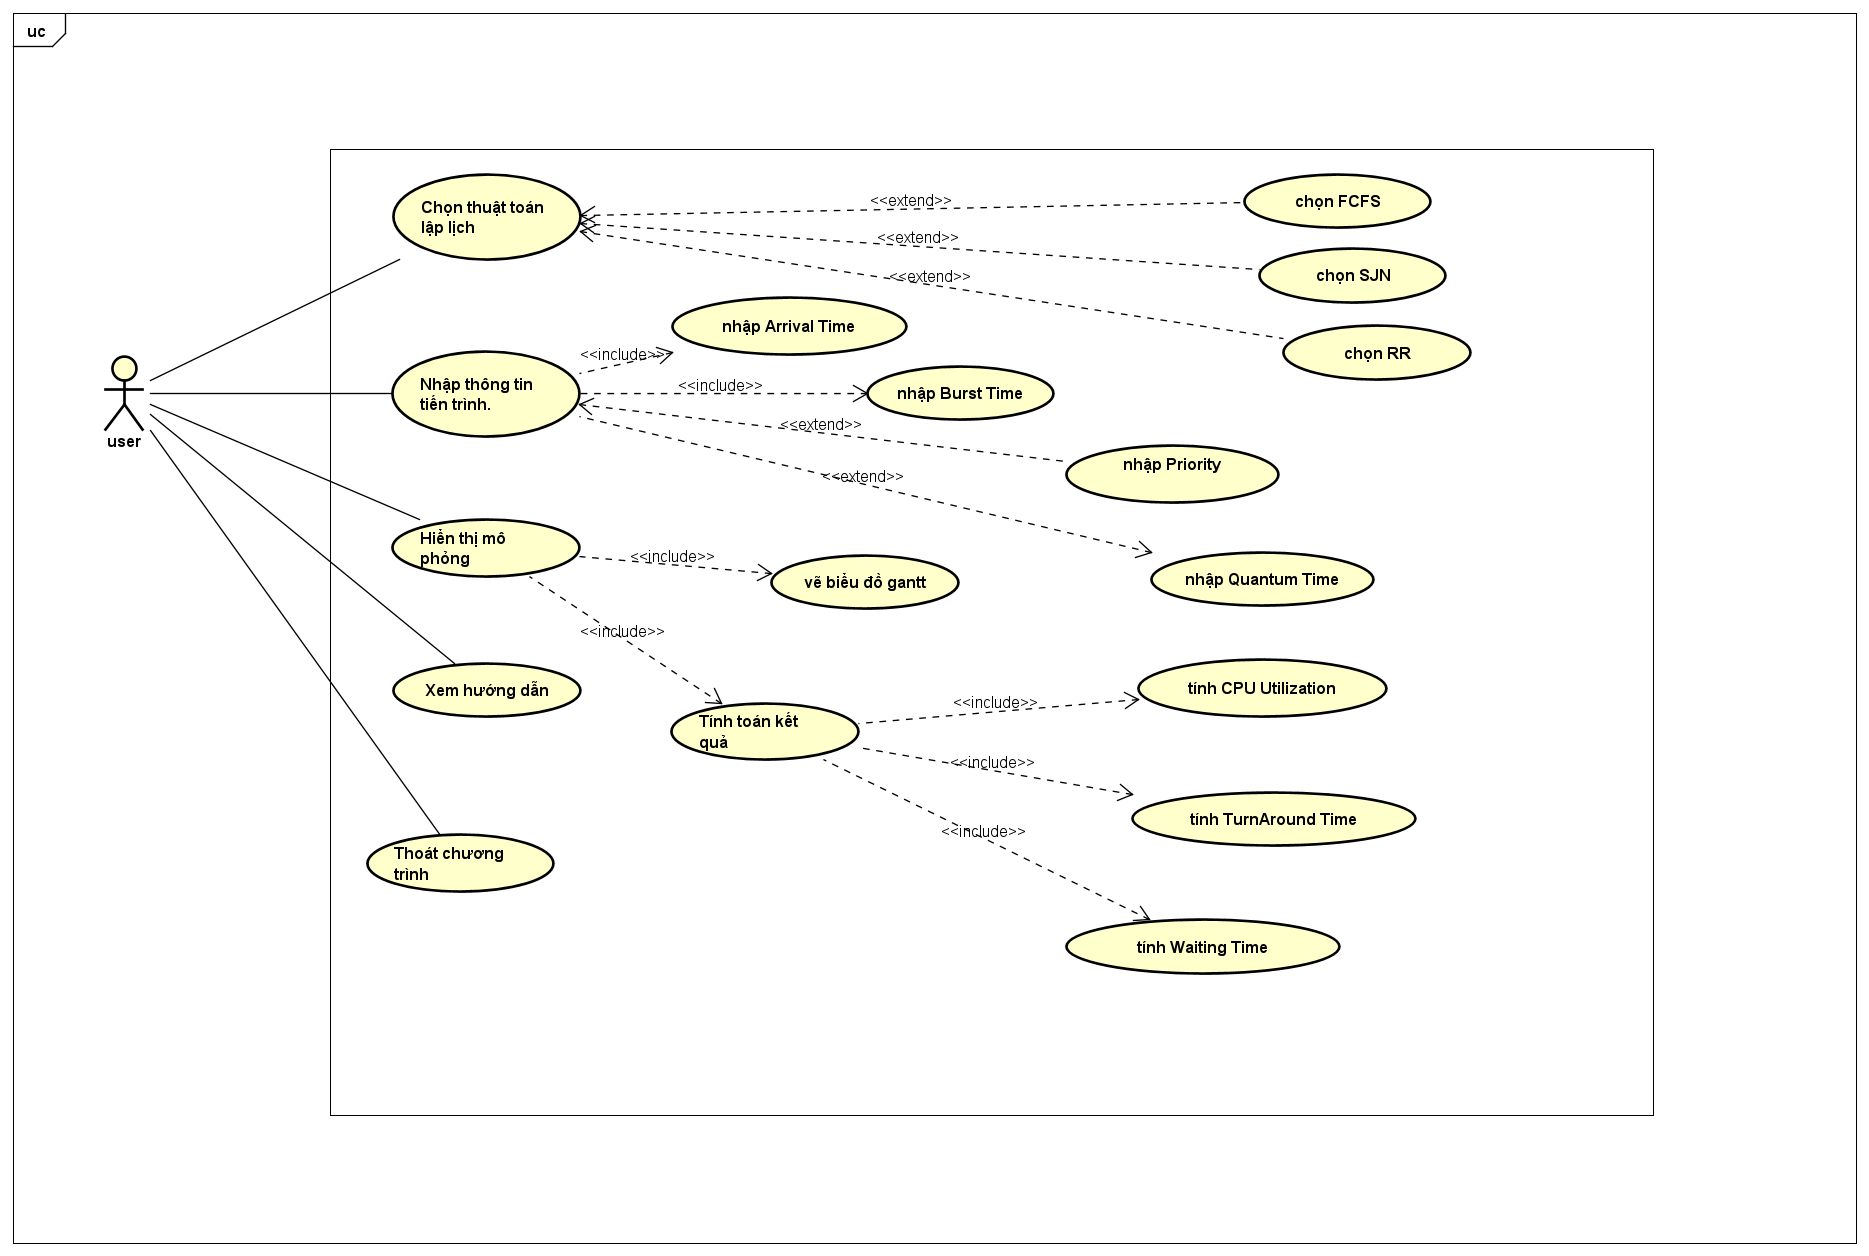 uc
Chọn thuật toán
lập lịch
<<extend>>
chọn FCFS
<<extend>>
chọn SJN
<<extend>>
chọn RR
nhập Arrival Time
<<include>>
user
Nhập thông tin
tiến trình.
<<include>>
nhập Burst Time
<<extend>>
nhập Priority
<<extend>>
nhập Quantum Time
Hiển thị mô
phỏng
<<include>>
vẽ biểu đồ gantt
<<include>>
Xem hướng dẫn
Tính toán kết
quả
<<include>>
tính CPU Utilization
<<include>>
tính TurnAround Time
<<include>>
tính Waiting Time
Thoát chương
trình